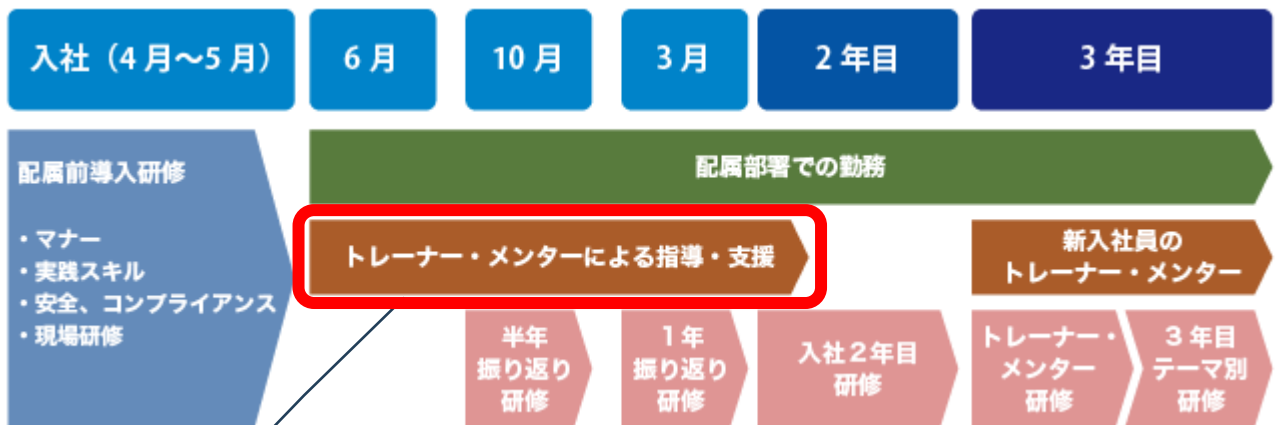 入社（4月～5月）
6月
10月
3月
2年目
3年目
配属前導入研修
・マナー
・実践スキル
・安全、コンプライアンス
・現場研修
配属部署での勤務
トレーナー・メンターによる指導・支援
新入社員の
トレーナー・メンター
半年
振り返り
研修
1年
振り返り
研修
入社２年目
研修
トレーナー・
メンター
研修
３年目
テーマ別
研修